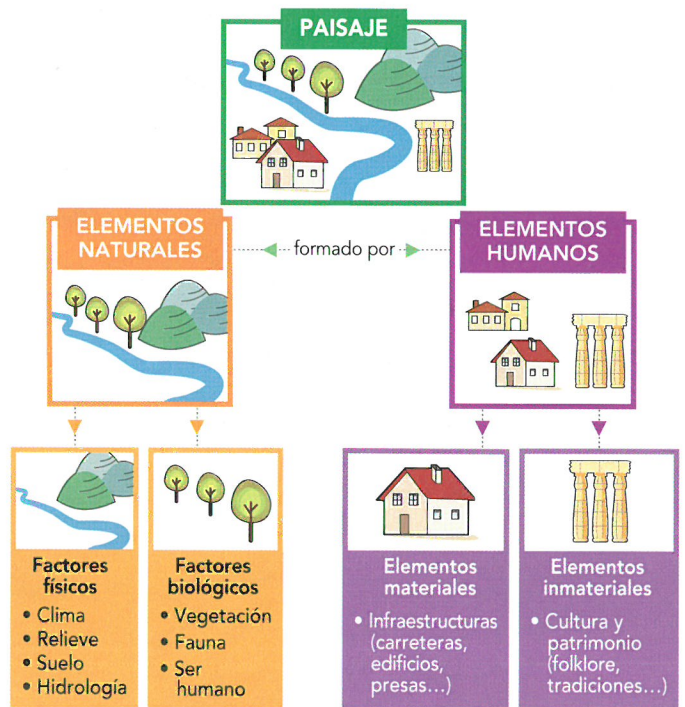 PAISAJE
ELEMENTOS
NATURALES
formado por
ELEMENTOS
HUMANOS
Factores
físicos
• Clima
• Relieve
• Suelo
• Hidrología
Factores
biológicos
• Vegetación
• Fauna
• Ser
humano
Elementos
materiales
• Infraestructuras
(carreteras,
edificios,
presas...)
Elementos
inmateriales
• Cultura y
patrimonio
(folklore,
tradiciones...)